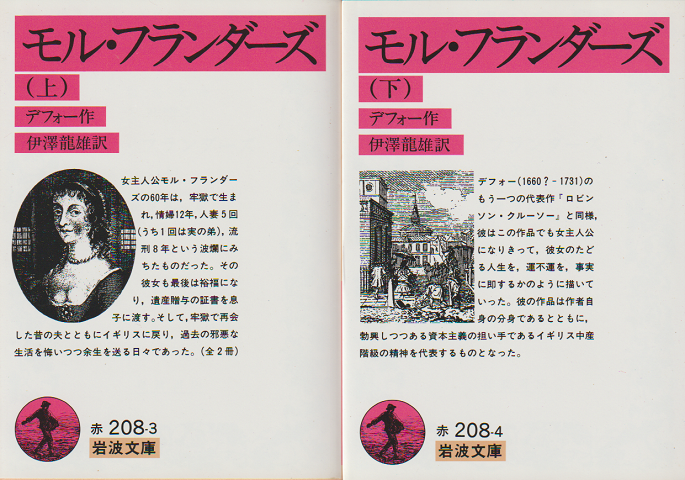 モル・フランダーズ
(上)
デフォー作
伊澤龍雄訳
女主人公モル・フランダー
ズの60年は，牢獄で生ま
れ，情婦12年，人妻5回
(うち1回は実の弟)，流
刑8年という波瀾にみ
ちたものだった。その
彼女も最後は裕福にな
り，遺産贈与の証書を息
子に渡す。そして，牢獄で再会
した昔の夫とともにイギリスに戻り，過去の邪悪な
生活を悔いつつ余生を送る日々であった。(全2冊)
赤 208-3
岩波文庫
モル・フランダーズ
(下)
デフォー作
伊澤龍雄訳
デフォー(1660？-1731)の
もう一つの代表作『ロビン
ソン・クルーソー』と同様，
彼はこの作品でも女主人公
になりきって，彼女のたど
る人生を，運不運を，事実
に即するかのように描いて
いった。彼の作品は作者自
身の分身であるとともに，
勃興しつつある資本主義の担い手であるイギリス中産
階級の精神を代表するものとなった。
赤 208-4
岩波文庫